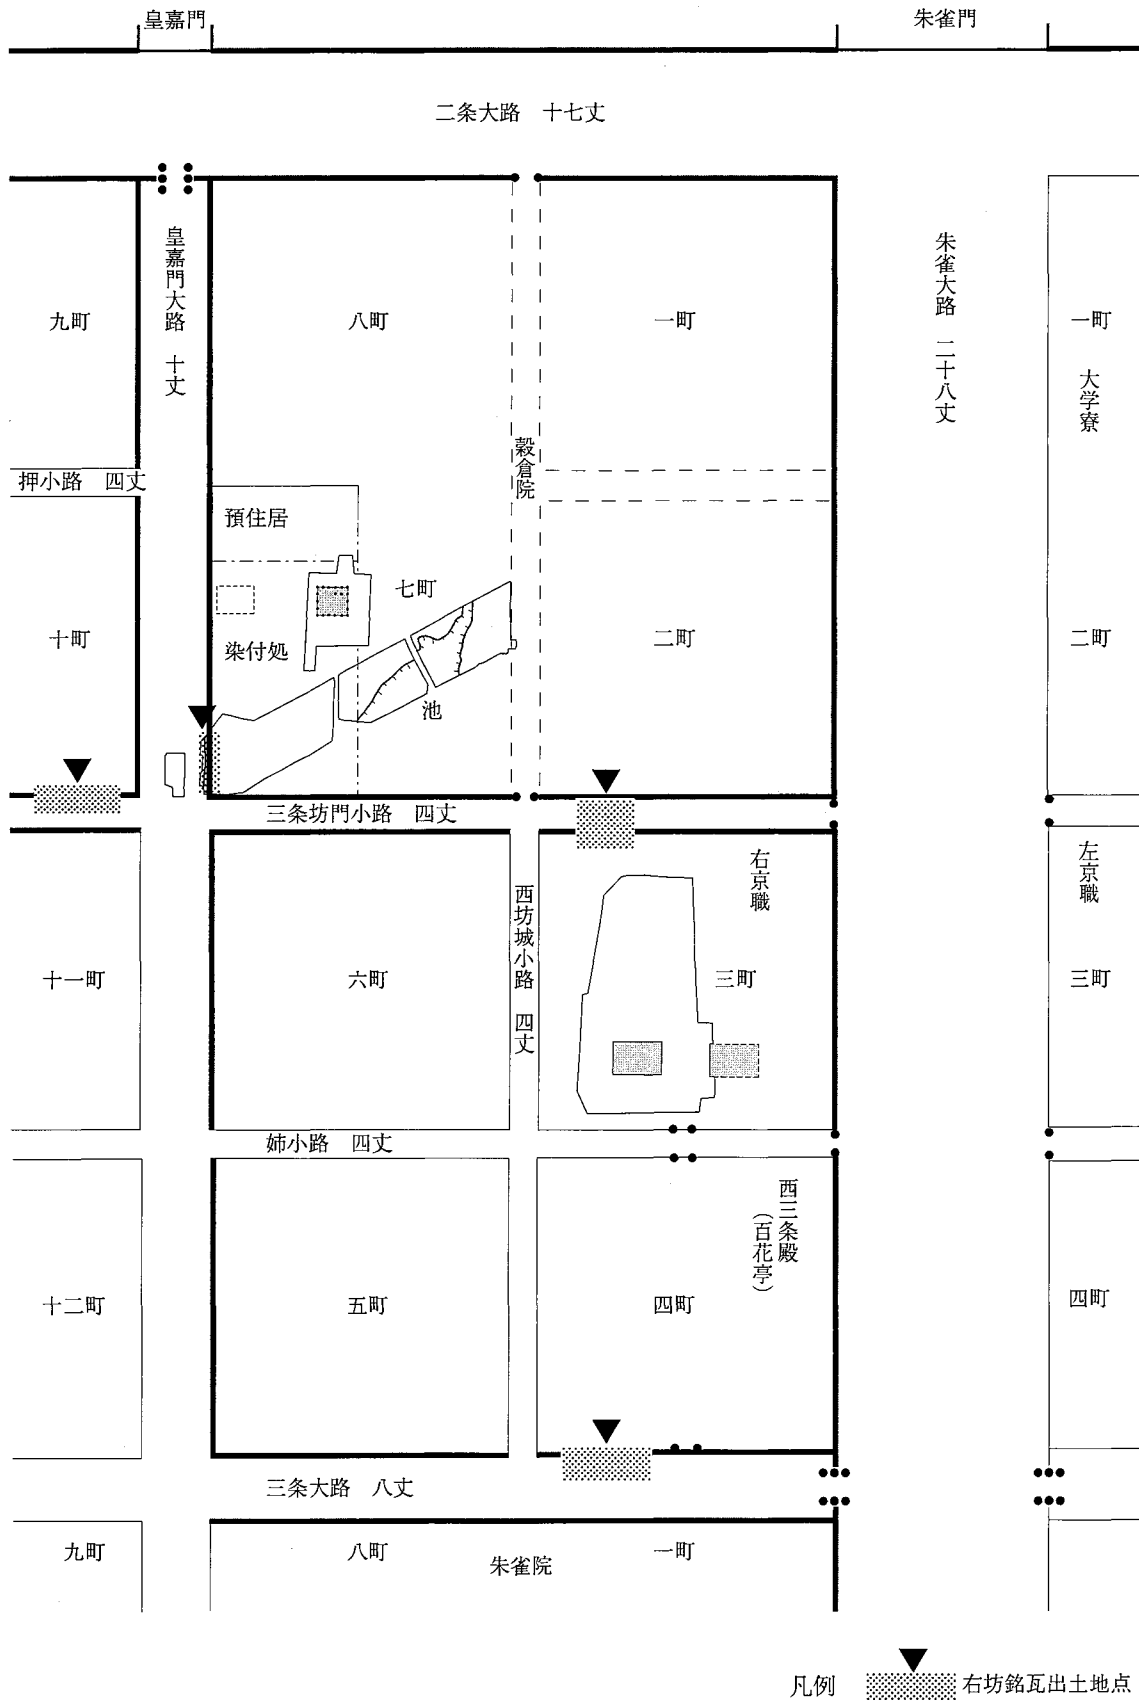 皇嘉門
朱雀門
二条大路　十七丈
皇嘉門大路　十丈
朱雀大路　二十八丈
九町
八町
一町
一町
大学寮
押小路　四丈
穀倉院
預住居
七町
十町
染付処
二町
二町
池
三条坊門小路　四丈
右京職
左京職
西坊城小路　四丈
十一町
六町
三町
三町
姉小路　四丈
西三条殿
（百花亭）
十二町
五町
四町
四町
三条大路　八丈
九町
八町
朱雀院
一町
凡例
右坊銘瓦出土地点